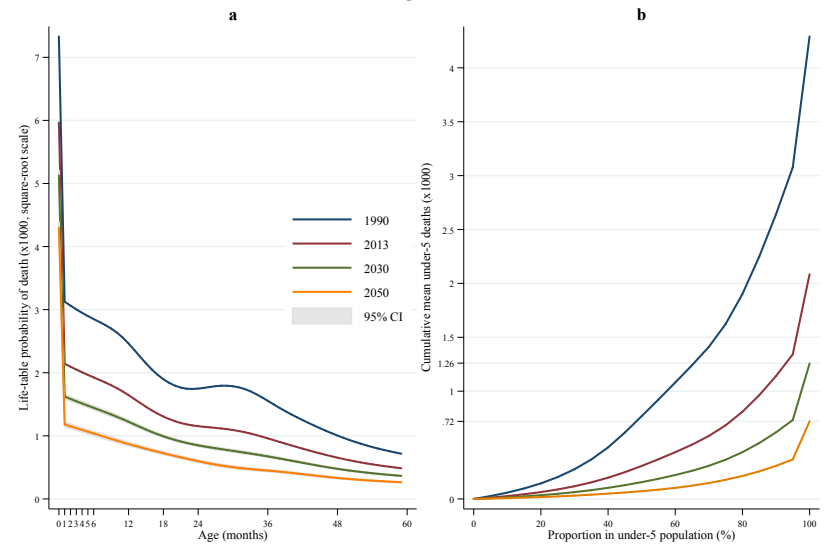 a
Life-table probability of death (x1000, square-root scale)
7
6
5
4
3
2
1
0
0 1 2 3 4 5 6 12 18 24 36 48 60
Age (months)
1990
2013
2030
2050
95% CI
b
Cumulative mean under-5 deaths (x1000)
4
3.5
3
2.5
2
1.5
1.26
1
.72
0
0 20 40 60 80 100
Proportion in under-5 population (%)